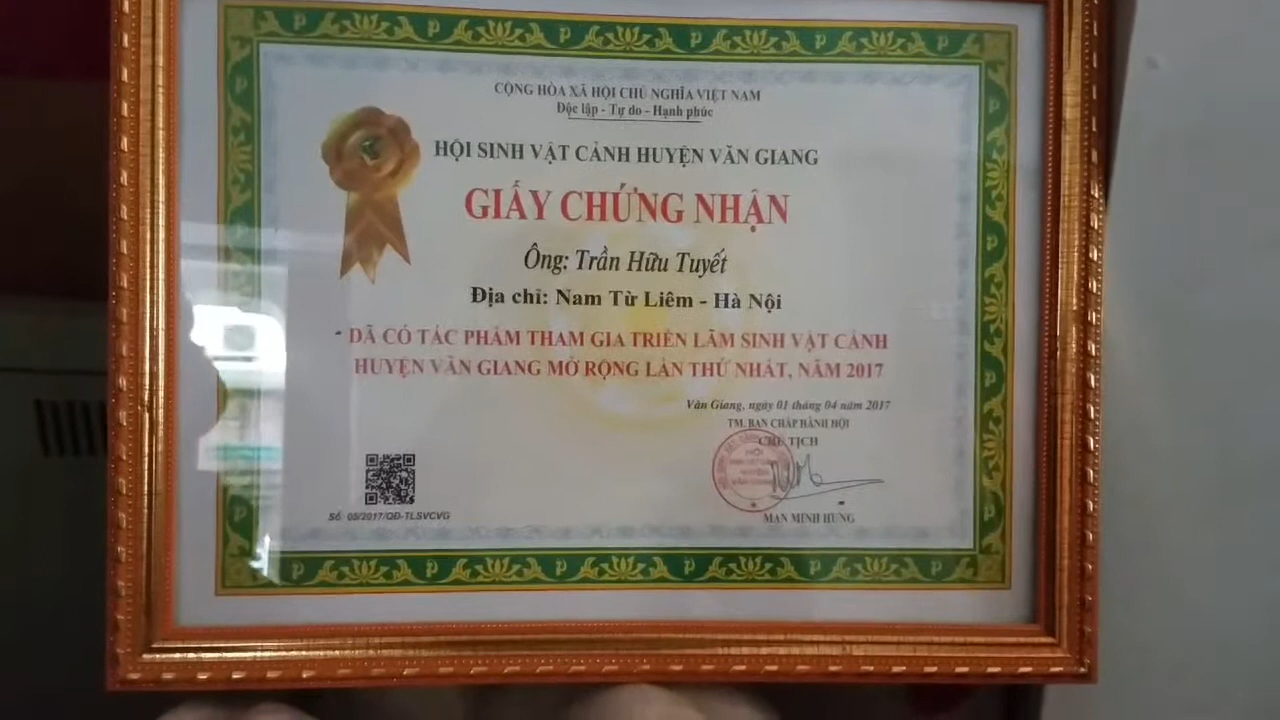 CỘNG HÒA XÃ HỘI CHỦ NGHĨA VIỆT NAM
Độc lập - Tự do - Hạnh phúc
HỘI SINH VẬT CẢNH HUYỆN VĂN GIANG
GIẤY CHỨNG NHẬN
Ông: Trần Hữu Tuyết
Địa chỉ: Nam Từ Liêm - Hà Nội
ĐÃ CÓ TÁC PHẨM THAM GIA TRIỂN LÃM SINH VẬT CẢNH
HUYỆN VĂN GIANG MỞ RỘNG LẦN THỨ NHẤT, NĂM 2017
Văn Giang, ngày 01 tháng 04 năm 2017
TM. BAN CHẤP HÀNH HỘI
CHỦ TỊCH
MẠN MINH HÙNG
Số: 05/2017/QĐ-TLSVCVG